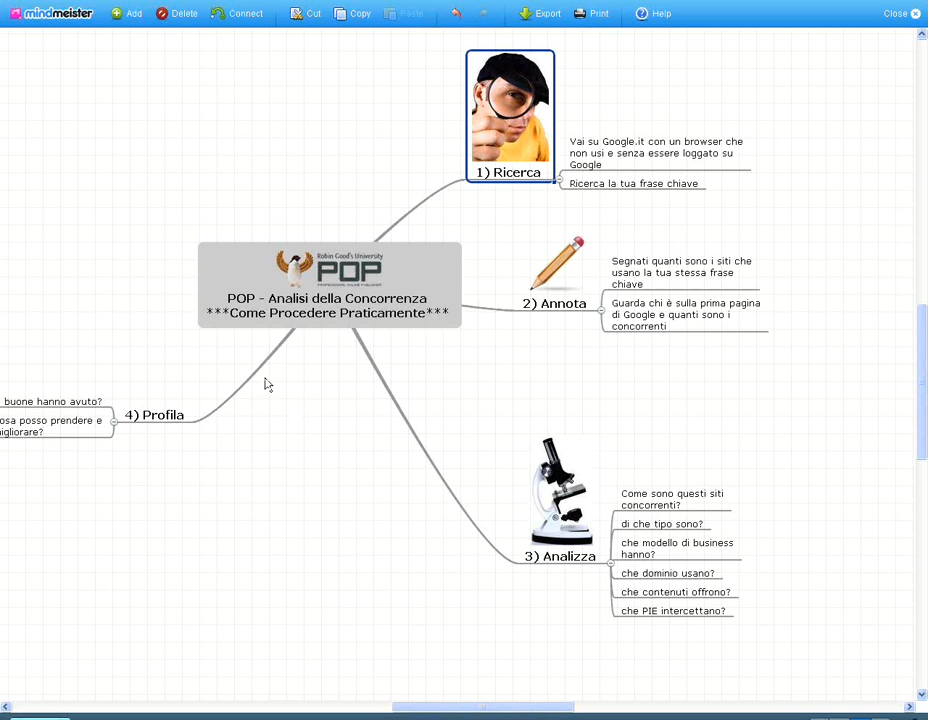 mindmeister Add Delete Connect Cut Copy Paste Export Print Help Close
1) Ricerca
Vai su Google.it con un browser che
non usi e senza essere loggato su
Google
Ricerca la tua frase chiave
Robin Good's University
POP
PROFESSIONAL ONLINE PUBLISHER
POP - Analisi della Concorrenza
***Come Procedere Praticamente***
2) Annota
Segnati quanti sono i siti che
usano la tua stessa frase
chiave
Guarda chi è sulla prima pagina
di Google e quanti sono i
concorrenti
4) Profila
buone hanno avuto?
osa posso prendere e
igliorare?
3) Analizza
Come sono questi siti
concorrenti?
di che tipo sono?
che modello di business
hanno?
che dominio usano?
che contenuti offrono?
che PIE intercettano?